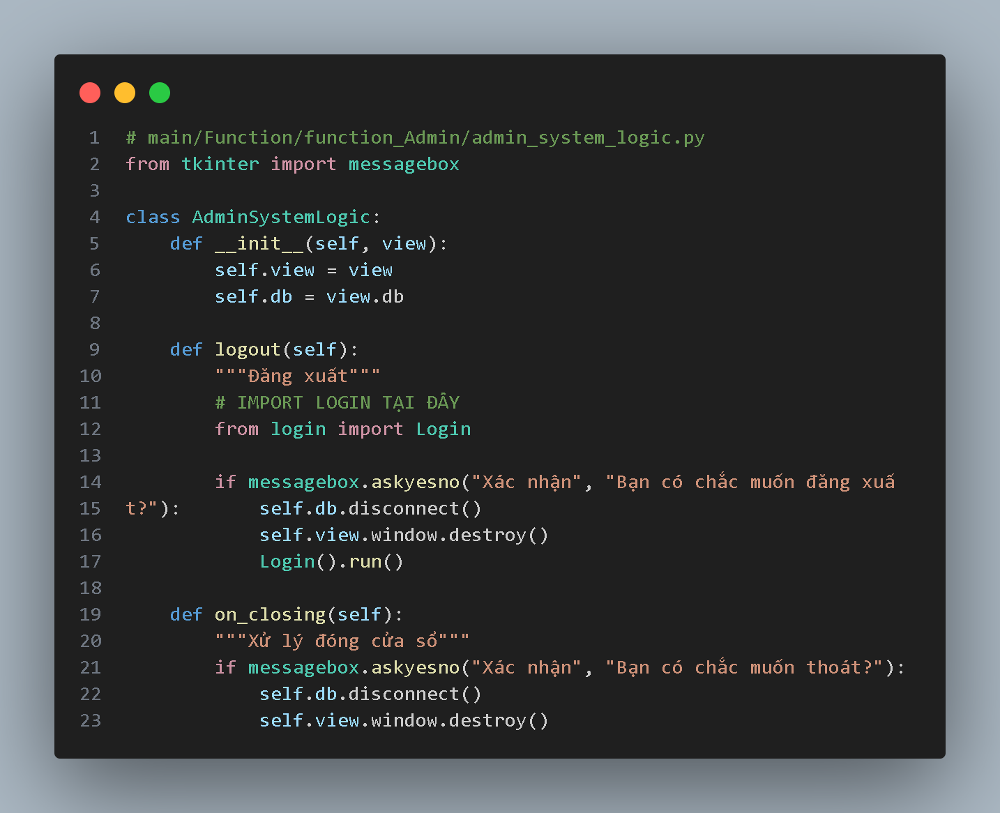 1 # main/Function/function_Admin/admin_system_logic.py
2 from tkinter import messagebox
3
4 class AdminSystemLogic:
5     def __init__(self, view):
6         self.view = view
7         self.db = view.db
8
9     def logout(self):
10         """Đăng xuất"""
11         # IMPORT LOGIN TẠI ĐÂY
12         from login import Login
13
14         if messagebox.askyesno("Xác nhận", "Bạn có chắc muốn đăng xuấ
15 t?"):       self.db.disconnect()
16             self.view.window.destroy()
17             Login().run()
18
19     def on_closing(self):
20         """Xử lý đóng cửa sổ"""
21         if messagebox.askyesno("Xác nhận", "Bạn có chắc muốn thoát?"):
22             self.db.disconnect()
23             self.view.window.destroy()